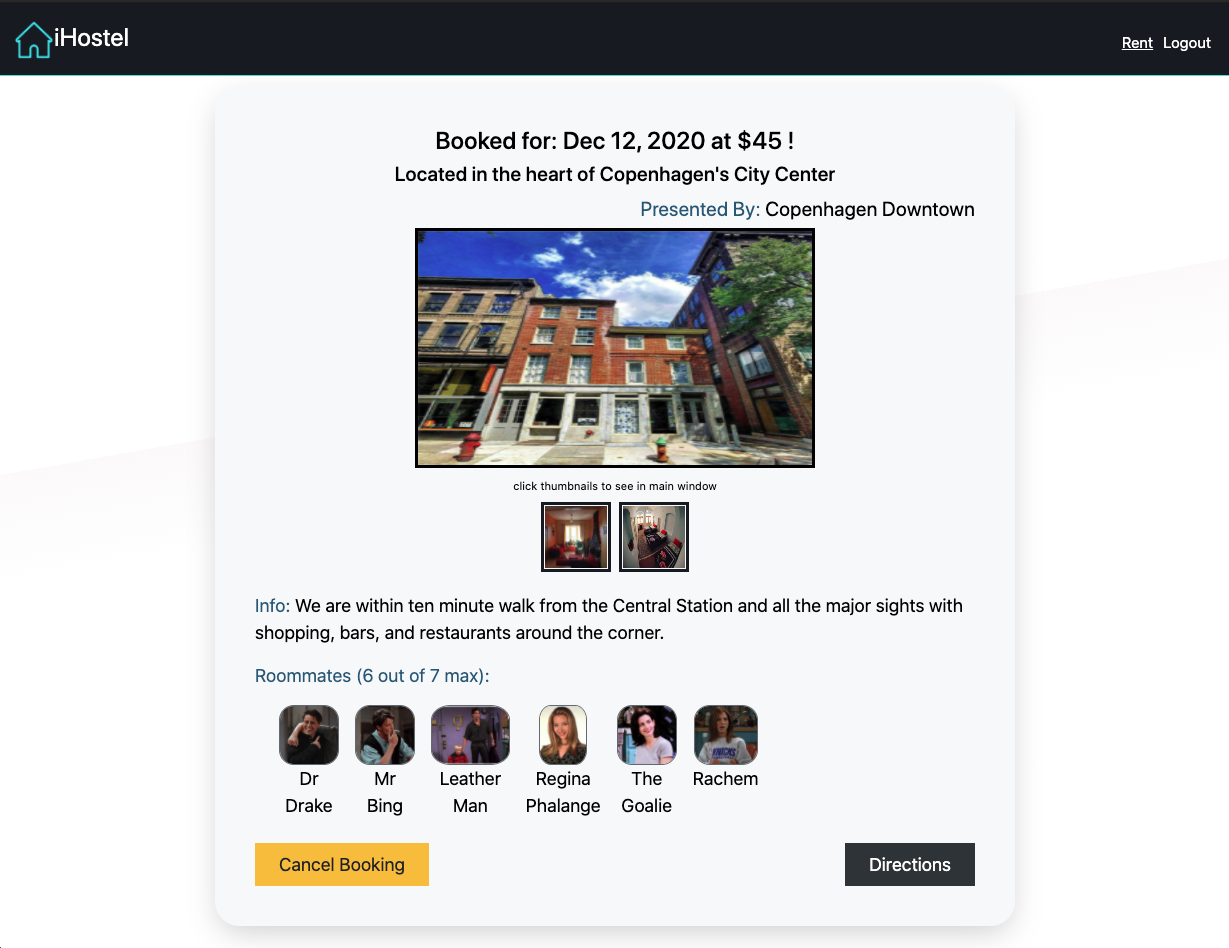 iHostel
Rent Logout
Booked for: Dec 12, 2020 at $45 !
Located in the heart of Copenhagen's City Center
Presented By: Copenhagen Downtown
click thumbnails to see in main window
Info: We are within ten minute walk from the Central Station and all the major sights with
shopping, bars, and restaurants around the corner.
Roommates (6 out of 7 max):
KNICKS
Dr
Drake
Mr
Bing
Leather
Man
Regina
Phalange
The
Goalie
Rachem
Cancel Booking
Directions